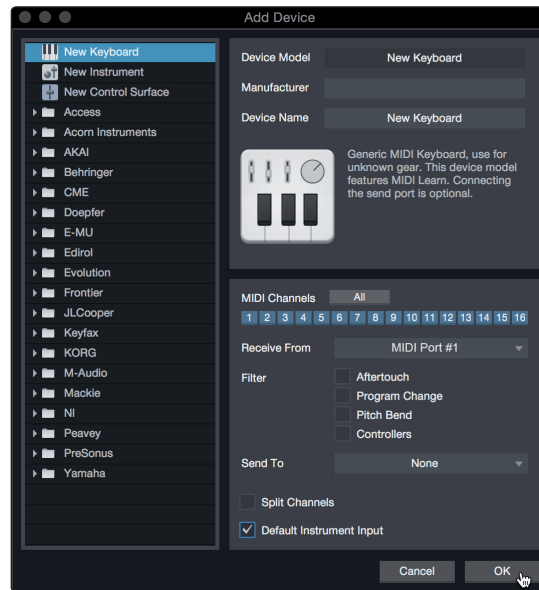 Add Device
New Keyboard
New Instrument
New Control Surface
Access
Acorn Instruments
AKAI
Behringer
CME
Doepfer
E-MU
Edirol
Evolution
Frontier
JLCooper
Keyfax
KORG
M-Audio
Mackie
NI
Peavey
PreSonus
Yamaha
Device Model New Keyboard
Manufacturer
Device Name New Keyboard
Generic MIDI Keyboard, use for
unknown gear. This device model
features MIDI Learn. Connecting
the send port is optional.
MIDI Channels All
1 2 3 4 5 6 7 8 9 10 11 12 13 14 15 16
Receive From MIDI Port #1
Filter Aftertouch
Program Change
Pitch Bend
Controllers
Send To None
Split Channels
Default Instrument Input
Cancel OK